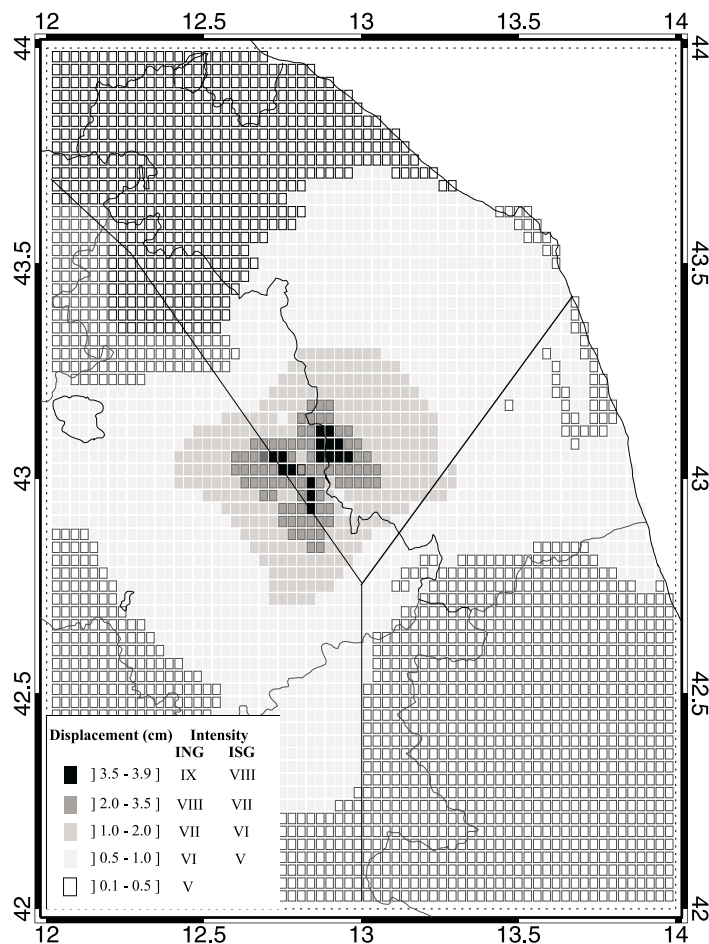 12 12.5 13 13.5 14
44 44
43.5 43.5
43 43
42.5 42.5
Displacement (cm) Intensity
ING ISG
] 3.5 - 3.9 ] IX VIII
] 2.0 - 3.5 ] VIII VII
] 1.0 - 2.0 ] VII VI
] 0.5 - 1.0 ] VI V
] 0.1 - 0.5 ] V
42 42
12 12.5 13 13.5 14